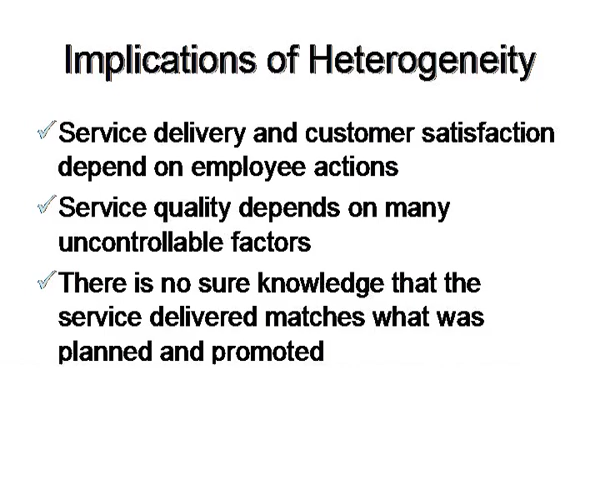 Implications of Heterogeneity
Service delivery and customer satisfaction
depend on employee actions
Service quality depends on many
uncontrollable factors
There is no sure knowledge that the
service delivered matches what was
planned and promoted